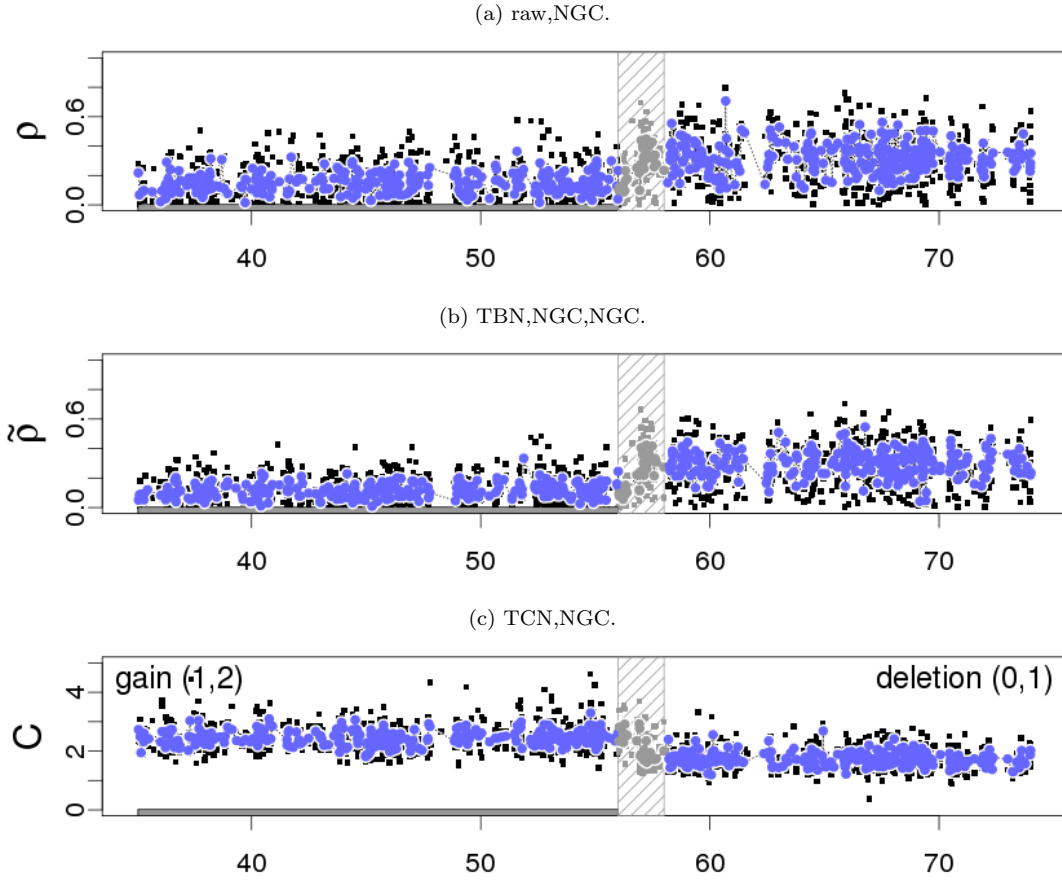 (a) raw,NGC.
ρ
0.0 0.6
40 50 60 70
(b) TBN,NGC,NGC.
ρ̃
0.0 0.6
40 50 60 70
(c) TCN,NGC.
gain (1,2) deletion (0,1)
C
0 2 4
40 50 60 70